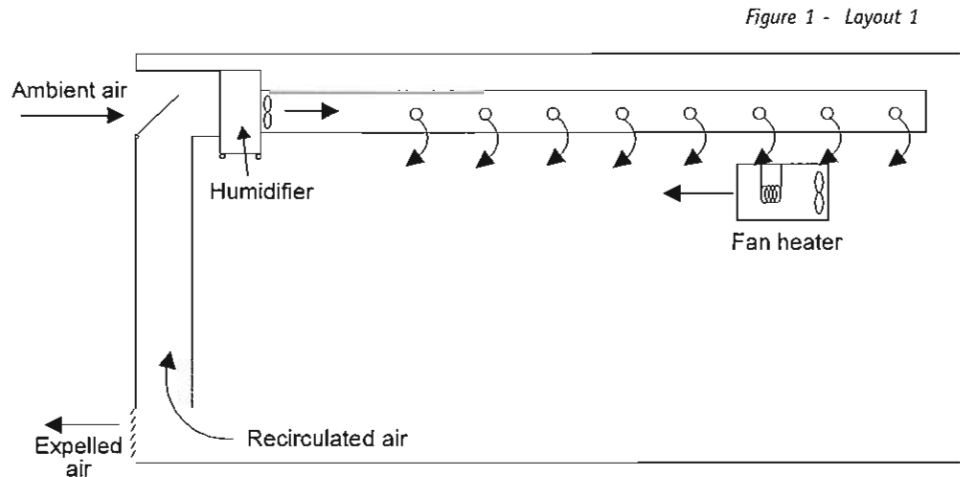 Figure 1 - Layout 1
Ambient air
Humidifier
Fan heater
Recirculated air
Expelled
air